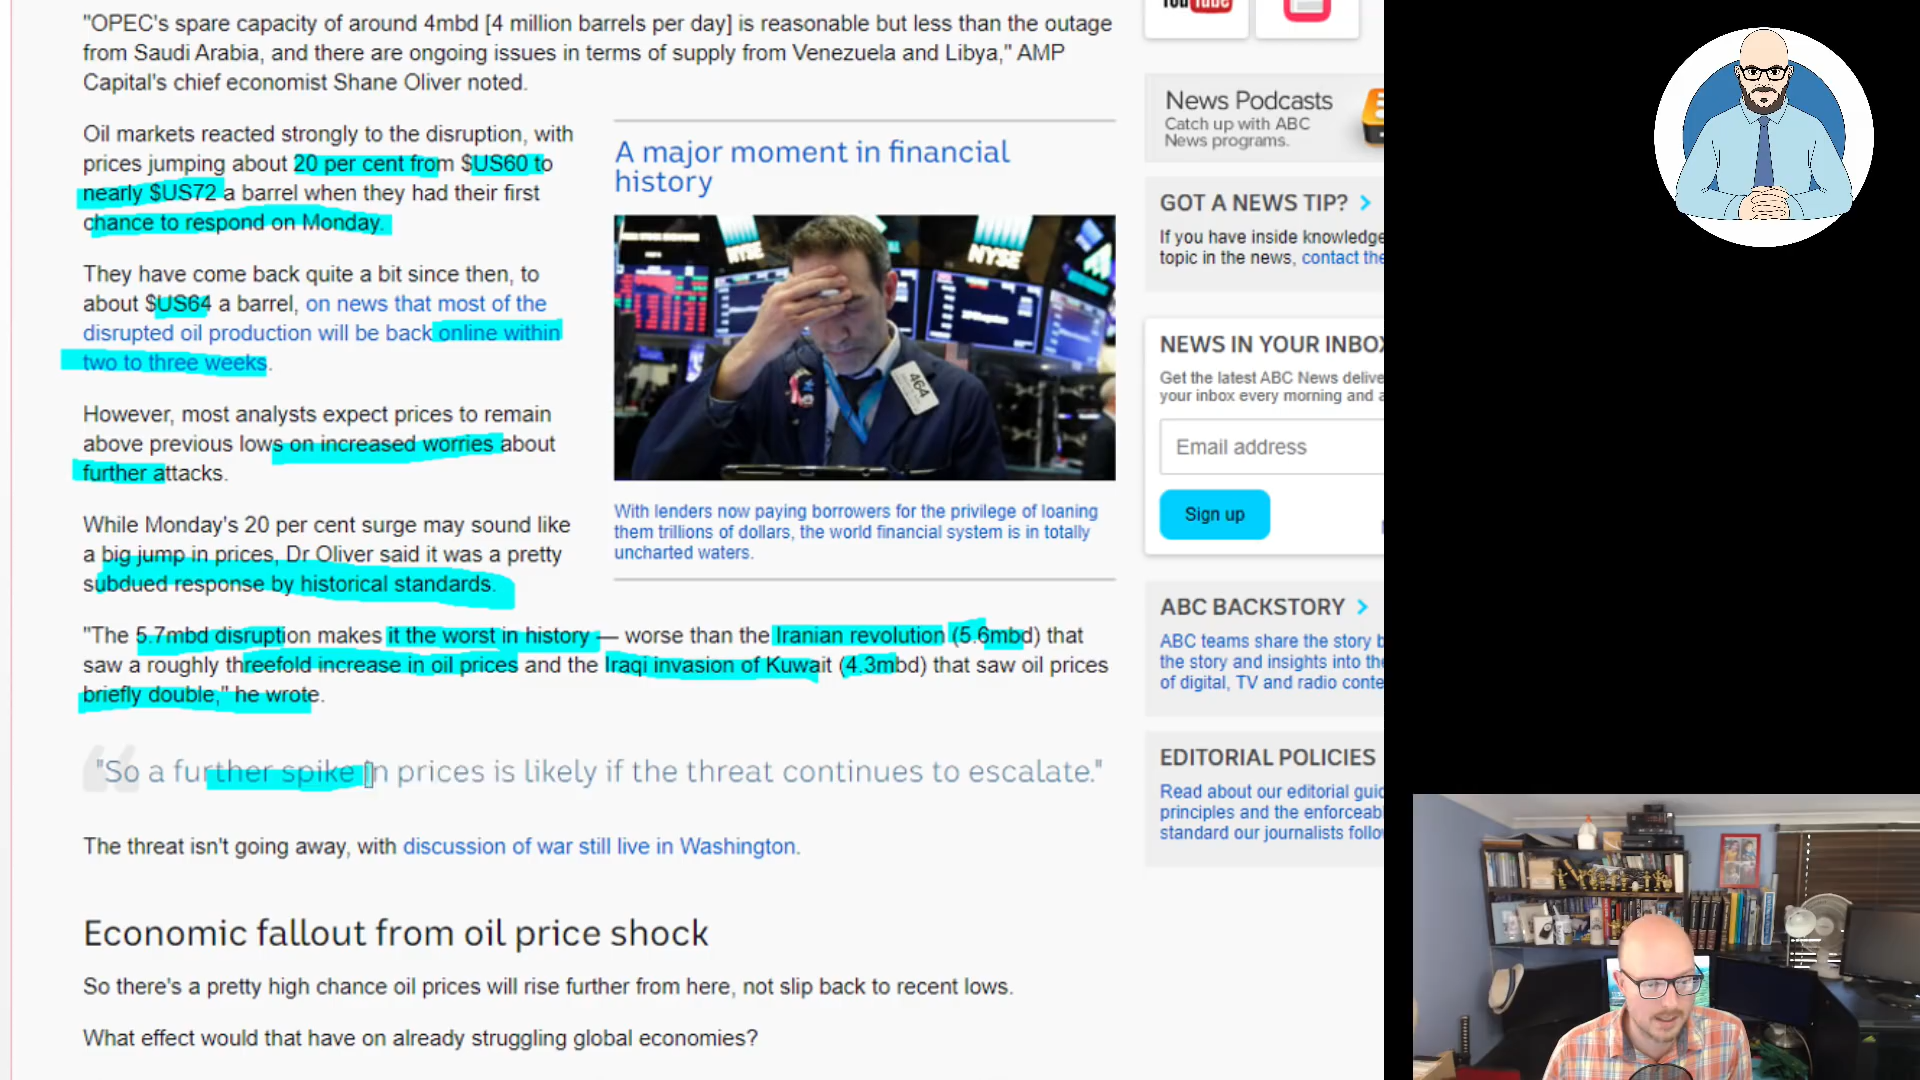 "OPEC's spare capacity of around 4mbd [4 million barrels per day] is reasonable but less than the outage
from Saudi Arabia, and there are ongoing issues in terms of supply from Venezuela and Libya," AMP
Capital's chief economist Shane Oliver noted.
Oil markets reacted strongly to the disruption, with
prices jumping about 20 per cent from $US60 to
nearly $US72 a barrel when they had their first
chance to respond on Monday.
They have come back quite a bit since then, to
about $US64 a barrel, on news that most of the
disrupted oil production will be back online within
two to three weeks.
However, most analysts expect prices to remain
above previous lows on increased worries about
further attacks.
While Monday's 20 per cent surge may sound like
a big jump in prices, Dr Oliver said it was a pretty
subdued response by historical standards.
A major moment in financial
history
NYSE
NYSE
464
With lenders now paying borrowers for the privilege of loaning
them trillions of dollars, the world financial system is in totally
uncharted waters.
"The 5.7mbd disruption makes it the worst in history — worse than the Iranian revolution (5.6mbd) that
saw a roughly threefold increase in oil prices and the Iraqi invasion of Kuwait (4.3mbd) that saw oil prices
briefly double," he wrote.
"So a further spike in prices is likely if the threat continues to escalate."
The threat isn't going away, with discussion of war still live in Washington.
Economic fallout from oil price shock
So there's a pretty high chance oil prices will rise further from here, not slip back to recent lows.
What effect would that have on already struggling global economies?
YouTube
News Podcasts
Catch up with ABC
News programs.
GOT A NEWS TIP?
If you have inside knowledge
topic in the news, contact the
NEWS IN YOUR INBOX
Get the latest ABC News delive
your inbox every morning and a
Email address
Sign up
ABC BACKSTORY
ABC teams share the story b
the story and insights into the
of digital, TV and radio conte
EDITORIAL POLICIES
Read about our editorial guid
principles and the enforceab
standard our journalists follow